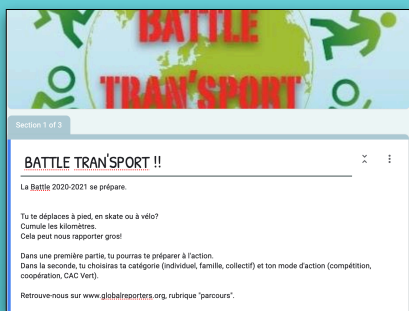 BATTLE
TRAN'SPORT
Section 1 of 3
BATTLE TRAN'SPORT !!
La Battle 2020-2021 se prépare.
Tu te déplaces à pied, en skate ou à vélo?
Cumule les kilomètres.
Cela peut nous rapporter gros!
Dans une première partie, tu pourras te préparer à l'action.
Dans la seconde, tu choisiras ta catégorie (individuel, famille, collectif) et ton mode d'action (compétition,
coopération, CAC Vert).
Retrouve-nous sur www.globalreporters.org, rubrique "parcours".